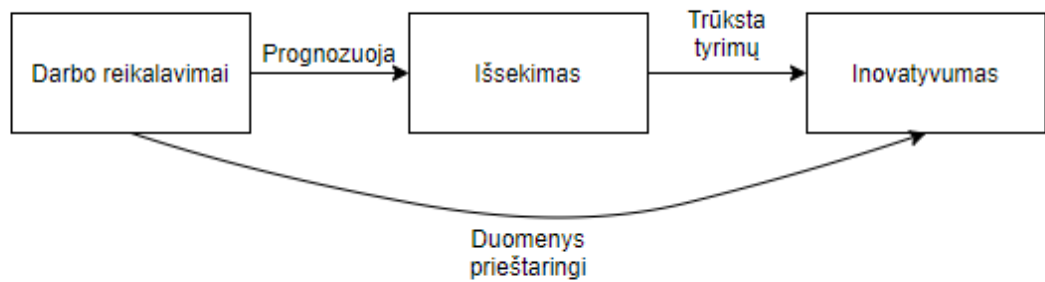 Darbo reikalavimai
Prognozuoja
Išsekimas
Trūksta
tyrimų
Inovatyvumas
Duomenys
prieštaringi